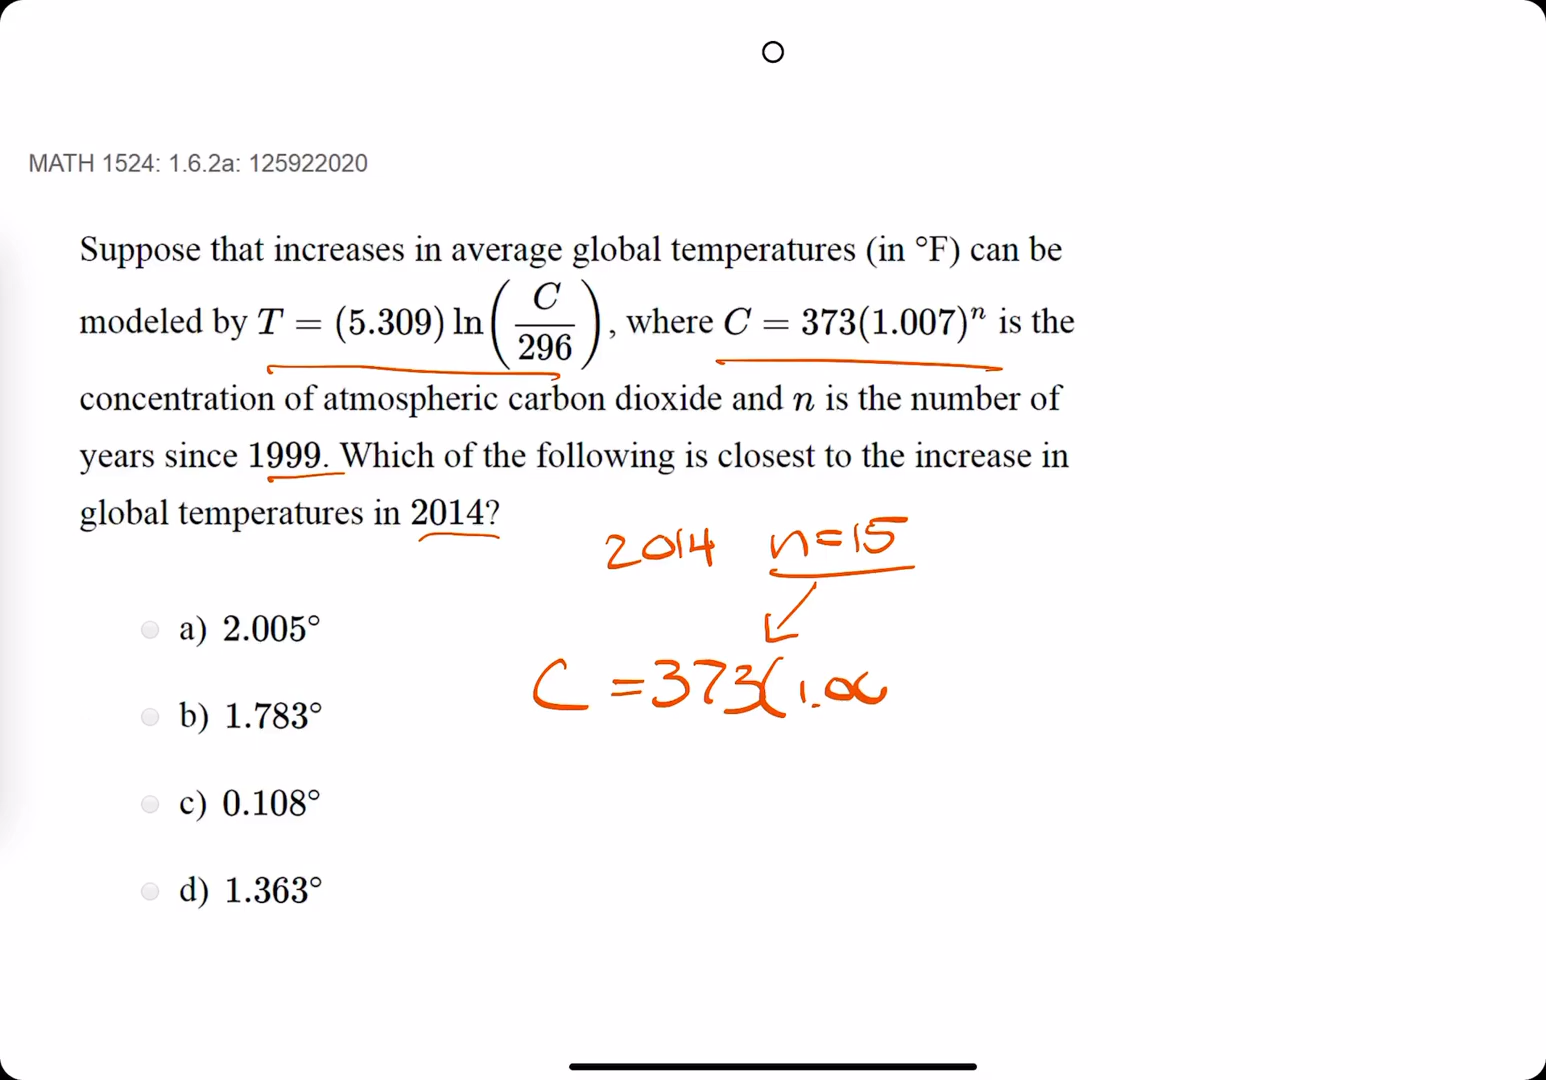 MATH 1524: 1.6.2a: 125922020
Suppose that increases in average global temperatures (in °F) can be
modeled by T = (5.309) ln(C/296), where C = 373(1.007)^n is the
concentration of atmospheric carbon dioxide and n is the number of
years since 1999. Which of the following is closest to the increase in
global temperatures in 2014?
2014 n=15
a) 2.005°
C = 373(1.00
b) 1.783°
c) 0.108°
d) 1.363°